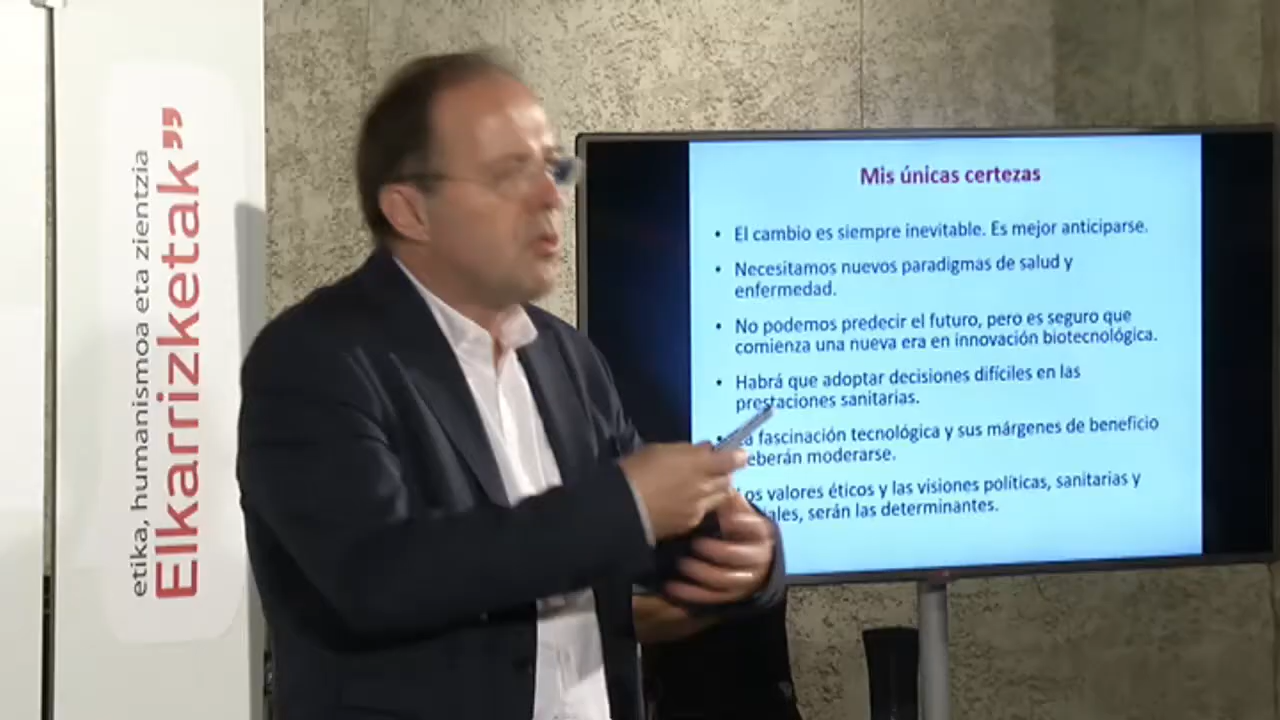 etika, humanismoa eta zientzia
Elkarrizketak”
Mis únicas certezas
• El cambio es siempre inevitable. Es mejor anticiparse.
• Necesitamos nuevos paradigmas de salud y
enfermedad.
• No podemos predecir el futuro, pero es seguro que
comienza una nueva era en innovación biotecnológica.
• Habrá que adoptar decisiones difíciles en las
prestaciones sanitarias.
• La fascinación tecnológica y sus márgenes de beneficio
deberán moderarse.
Los valores éticos y las visiones políticas, sanitarias y
serán las determinantes.